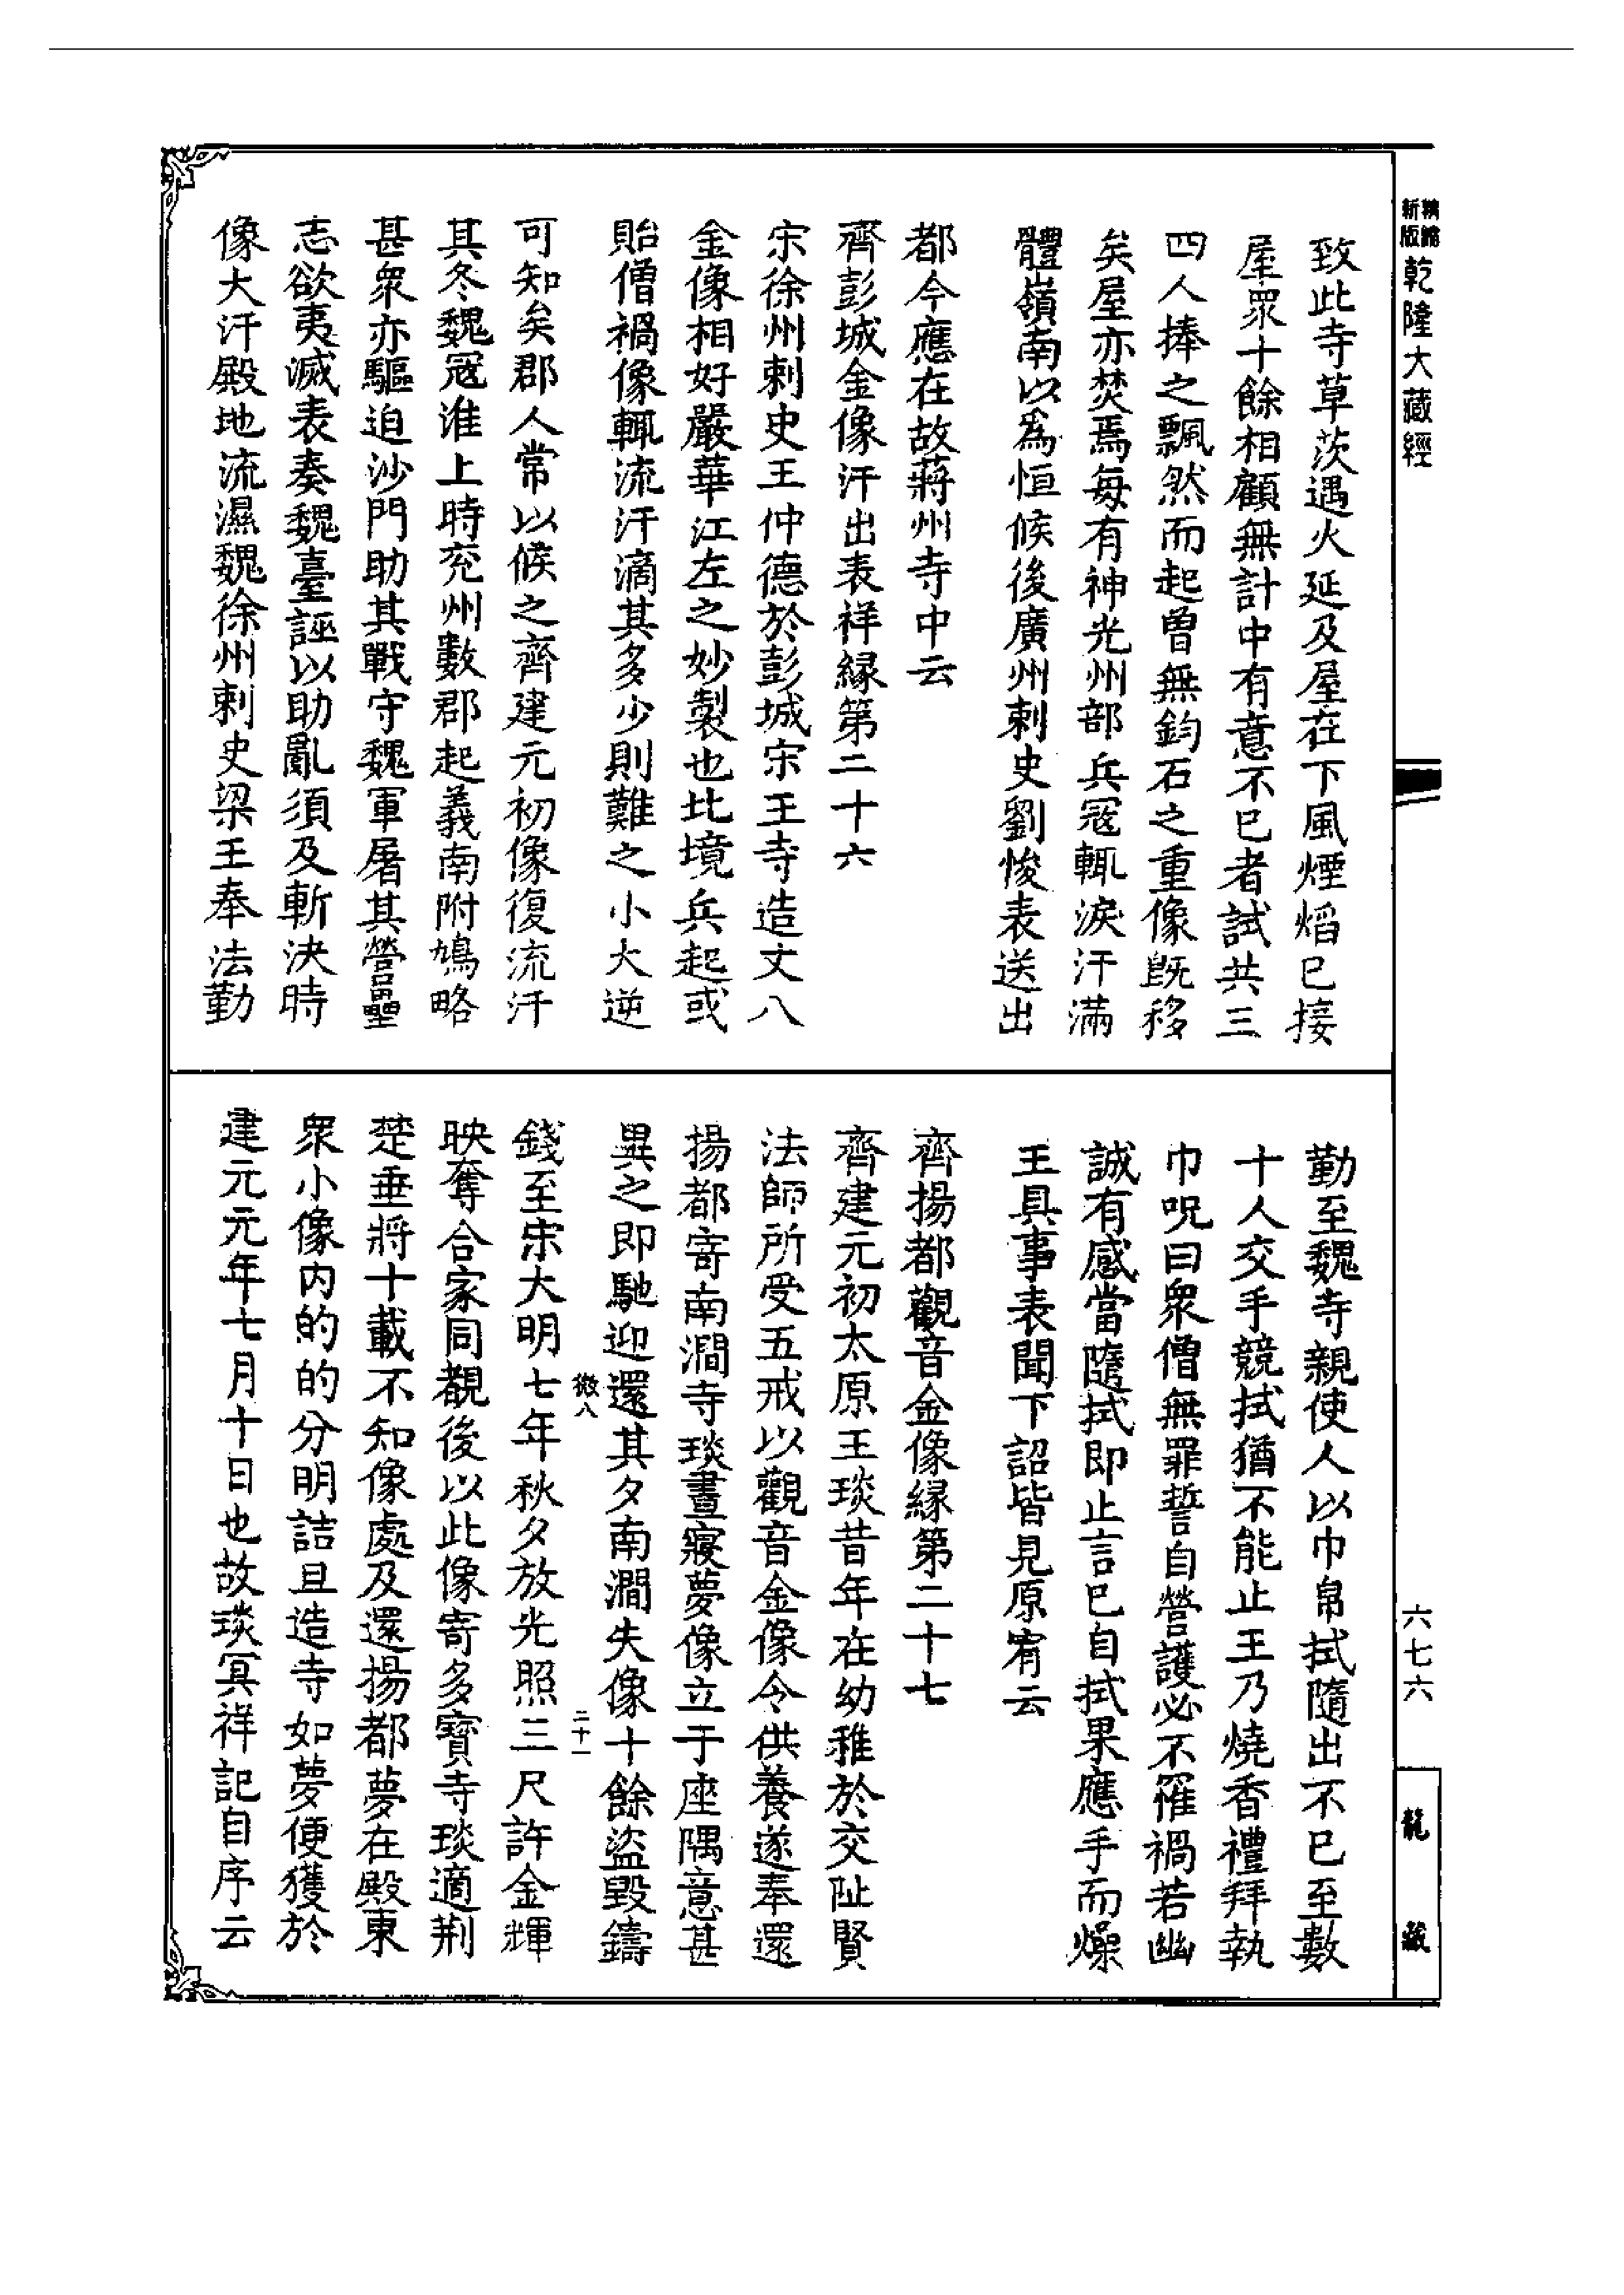 精編
新版
乾隆大藏經
致此寺草茨遇火延及屋在下風煙焰已接
屋眾十餘相顧無計中有意不已者試共三
四人捧之飄然而起曽無鈞石之重像旣移
矣屋亦焚焉每有神光州部兵寇輒淚汗滿
體嶺南以爲恒候後廣州剌史劉悛表送出
都今應在故蔣州寺中云
齊彭城金像汗出表祥緣第二十六
宋徐州剌史王仲德於彭城宋王寺造丈八
金像相好嚴華江左之妙製也比境兵起或
貽僧禍像輒流汗滴其多少則難之小大逆
可知矣郡人常以候之齊建元初像復流汗
其冬魏寇淮上時兖州數郡起義南附鳩略
甚衆亦驅迫沙門助其戰守魏軍屠其營壘
志欲夷滅表奏魏臺誣以助亂須及斬決時
像大汗殿地流濕魏徐州剌史梁王奉法勤
勤至魏寺親使人以巾帛拭隨出不已至數
十人交手競拭猶不能止王乃燒香禮拜執
巾呪曰衆僧無罪誓自營護必不罹禍若幽
誠有感當隨拭即止言已自拭果應手而燥
王具事表聞下詔皆見原宥云
齊揚都觀音金像緣第二十七
齊建元初太原王琰昔年在幼稚於交阯賢
法師所受五戒以觀音金像令供養遂奉還
揚都寄南澗寺琰晝寢夢像立于座隅意甚
異之即馳迎還其夕南澗失像十餘盜毀鑄
徵八
二十一
錢至宋大明七年秋夕放光照三尺許金輝
映奪合家同覩後以此像寄多寶寺琰適荆
楚垂將十載不知像處及還揚都夢在殿東
衆小像内的的分明詰旦造寺如夢便獲於
建元元年七月十日也故琰冥祥記自序云
六七六
龍藏